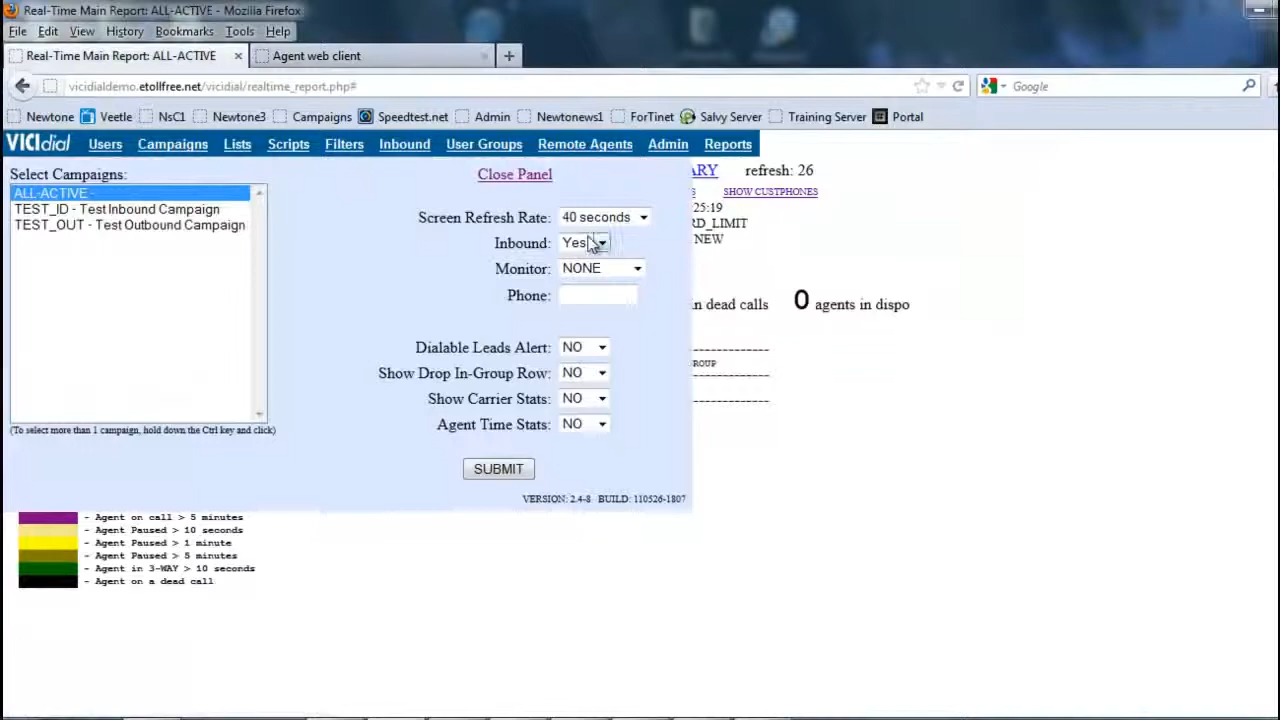 Real-Time Main Report: ALL-ACTIVE - Mozilla Firefox
File Edit View History Bookmarks Tools Help
Real-Time Main Report: ALL-ACTIVE × Agent web client × +
vicidialdemo.etollfree.net/vicidial/realtime_report.php# Google
Newtone Veetle NsC1 Newtone3 Campaigns Speedtest.net Admin Newtonews1 ForTinet Salvy Server Training Server Portal
VICIdial Users Campaigns Lists Scripts Filters Inbound User Groups Remote Agents Admin Reports
Select Campaigns: Close Panel ARY refresh: 26
ALL-ACTIVE - S SHOW CUSTPHONES
TEST_ID - Test Inbound Campaign 25:19
TEST_OUT - Test Outbound Campaign Screen Refresh Rate: 40 seconds RD_LIMIT
Inbound: Yes NEW
Monitor: NONE
Phone: in dead calls 0 agents in dispo
Dialable Leads Alert: NO
Show Drop In-Group Row: NO ROUP
Show Carrier Stats: NO
Agent Time Stats: NO
(To select more than 1 campaign, hold down the Ctrl key and click)
SUBMIT
VERSION: 2.4-8 BUILD: 110526-1807
- Agent on call > 5 minutes
- Agent Paused > 10 seconds
- Agent Paused > 1 minute
- Agent Paused > 5 minutes
- Agent in 3-WAY > 10 seconds
- Agent on a dead call